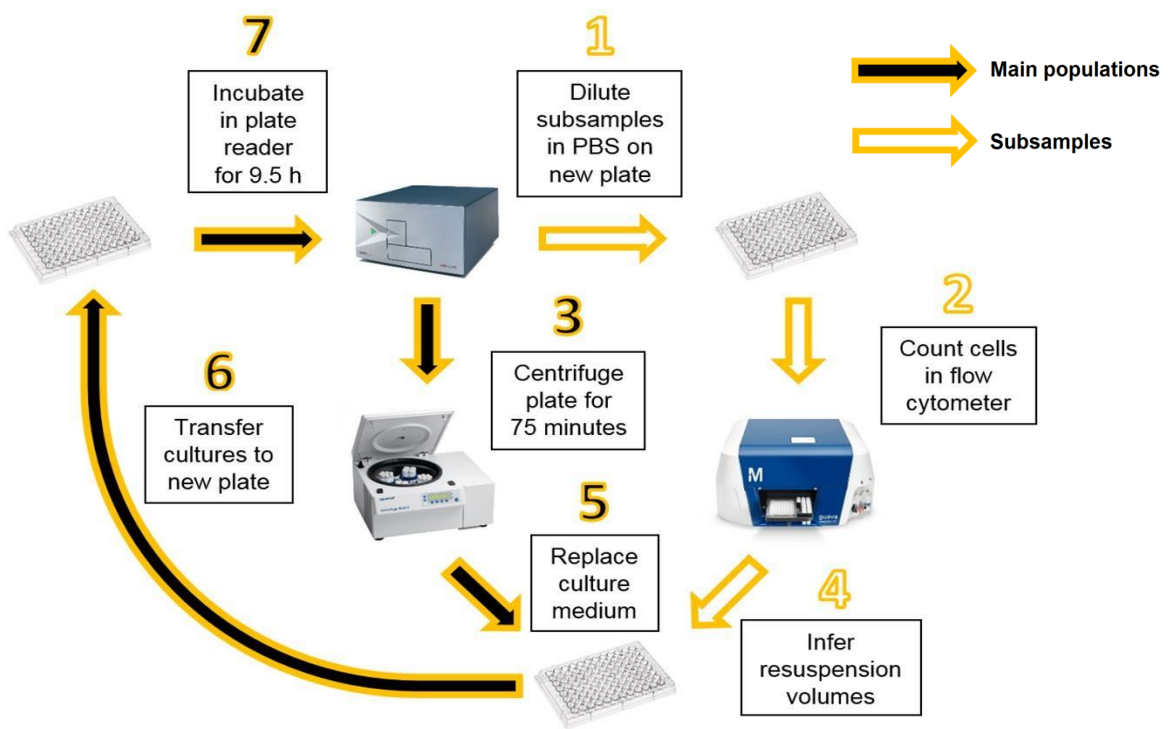 7
Incubate
in plate
reader
for 9.5 h
1
Dilute
subsamples
in PBS on
new plate
Main populations
Subsamples
2
Count cells
in flow
cytometer
3
Centrifuge
plate for
75 minutes
6
Transfer
cultures to
new plate
M
guava
5
Replace
culture
medium
4
Infer
resuspension
volumes